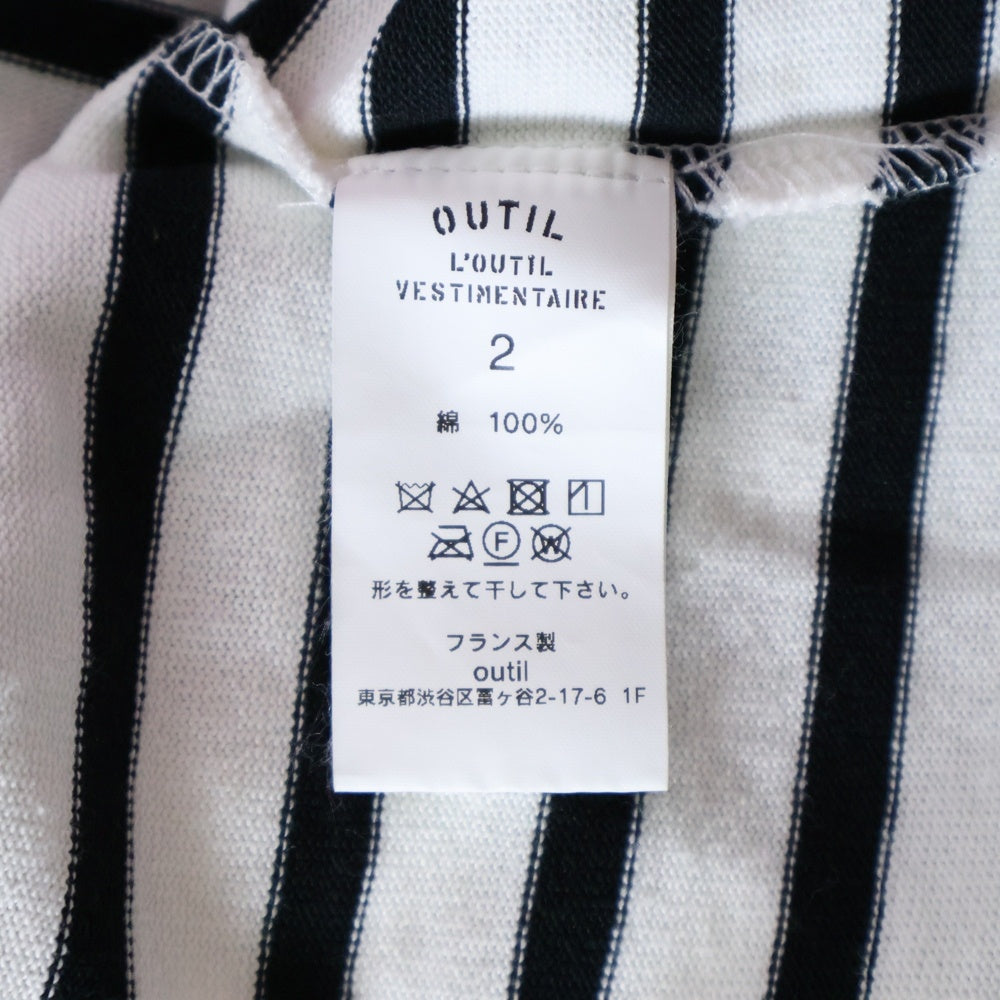 OUTIL
L'OUTIL
VESTIMENTAIRE
2
綿 100%
F W
形を整えて干して下さい。
フランス製
outil
東京都渋谷区富ヶ谷2-17-6 1F